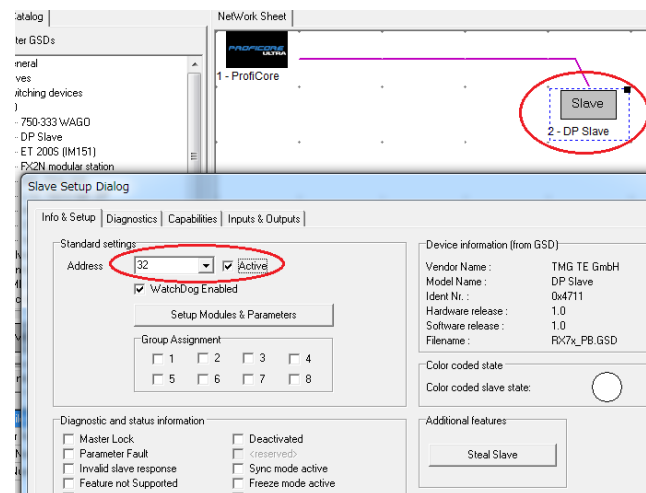 Catalog
NetWork Sheet
ter GSDs
eneral
ves
vitching devices
)
750-333 WAGO
DP Slave
ET 200S (IM151)
FX2N modular station
PROFICORE
ULTRA
1 - ProfiCore
Slave
2 - DP Slave
Slave Setup Dialog
Info & Setup
Diagnostics
Capabilities
Inputs & Outputs
Standard settings
Address
32
Active
WatchDog Enabled
Setup Modules & Parameters
Group Assignment
1 2 3 4
5 6 7 8
Device information (from GSD)
Vendor Name : TMG TE GmbH
Model Name : DP Slave
Ident Nr. : 0x4711
Hardware release : 1.0
Software release : 1.0
Filename : RX7x_PB.GSD
Color coded state
Color coded slave state:
Diagnostic and status information
Master Lock
Deactivated
Parameter Fault
<reserved>
Invalid slave response
Sync mode active
Feature not Supported
Freeze mode active
Additional features
Steal Slave